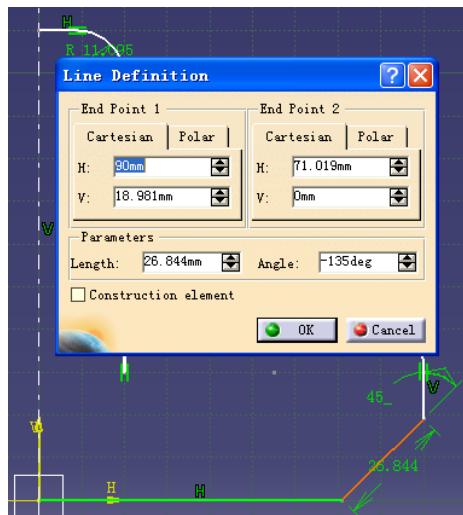 H
R 11.095
Line Definition
End Point 1
End Point 2
Cartesian Polar
Cartesian Polar
H: 90mm
H: 71.019mm
V: 18.981mm
V: 0mm
Parameters
Length: 26.844mm Angle: -135deg
Construction element
OK Cancel
V
H
H
V
45_
V
26.844
H
H